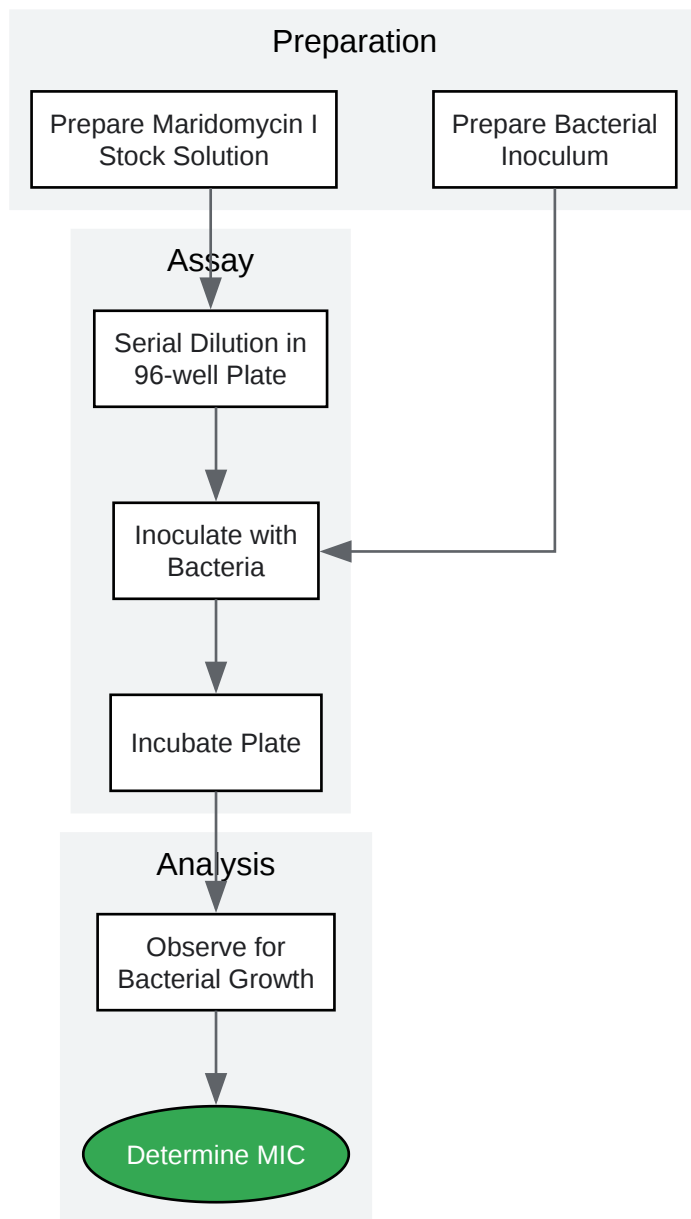 Preparation
Prepare Maridomycin I
Stock Solution
Prepare Bacterial
Inoculum
Assay
Serial Dilution in
96-well Plate
Inoculate with
Bacteria
Incubate Plate
Analysis
Observe for
Bacterial Growth
Determine MIC